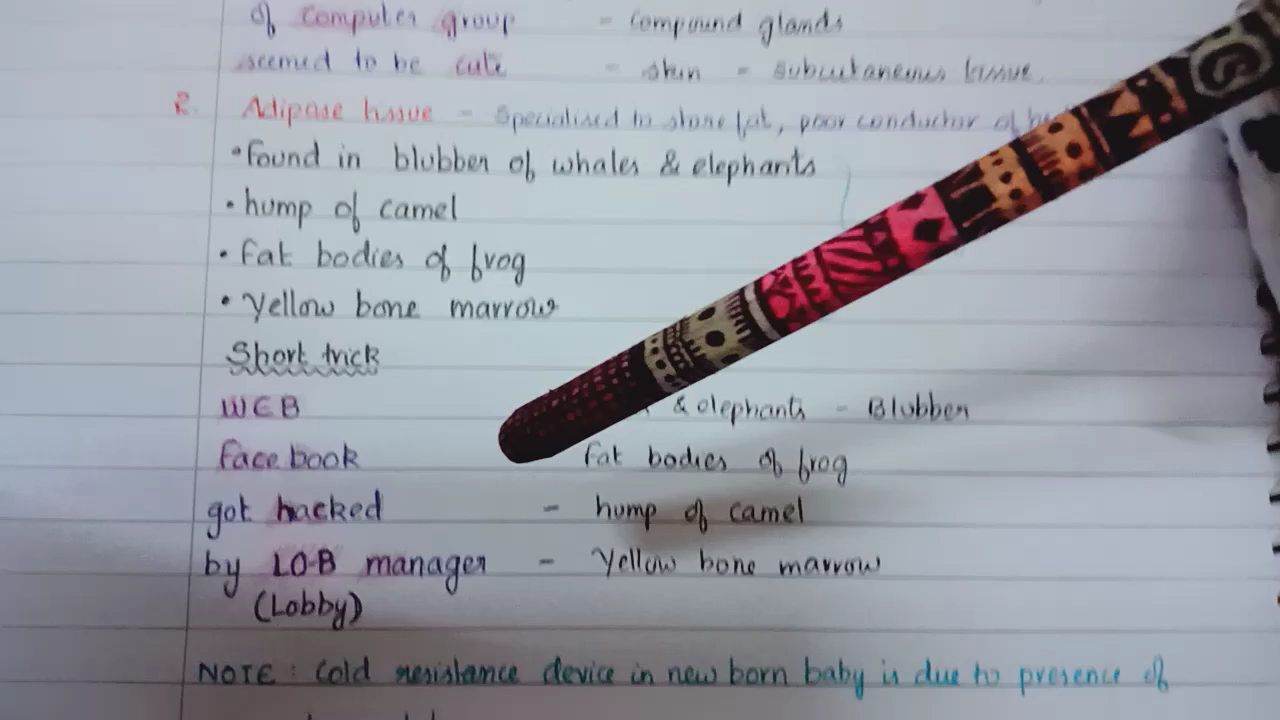 of computer group - compound glands
seemed to be cute - skin - subcutaneous tissue
2. Adipose tissue - specialised to store fat, poor conductor of
• Found in blubber of whales & elephants
• hump of camel
• Fat bodies of frog
• Yellow bone marrow
Short trick
WEB & elephants - Blubber
Face book Fat bodies of frog
got hacked - hump of camel
by LO-B manager - Yellow bone marrow
(Lobby)
NOTE: Cold resistance device in new born baby is due to presence of